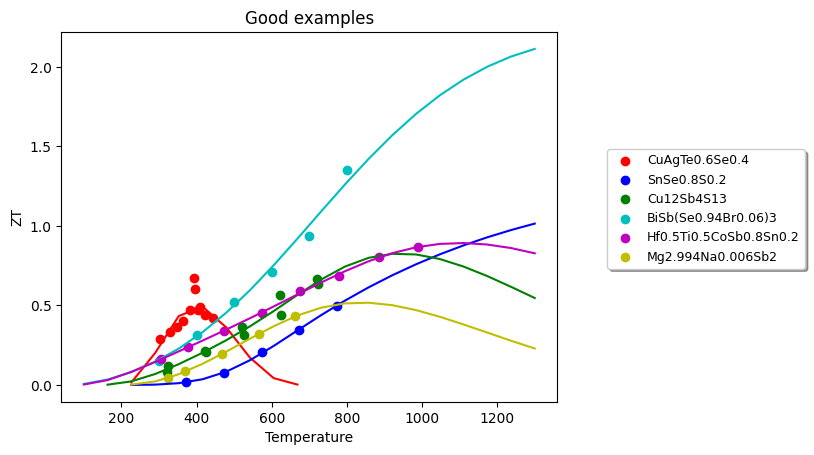 Good examples
ZT
2.0
1.5
1.0
0.5
0.0
200
400
600
800
1000
1200
Temperature
CuAgTe0.6Se0.4
SnSe0.8S0.2
Cu12Sb4S13
BiSb(Se0.94Br0.06)3
Hf0.5Ti0.5CoSb0.8Sn0.2
Mg2.994Na0.006Sb2